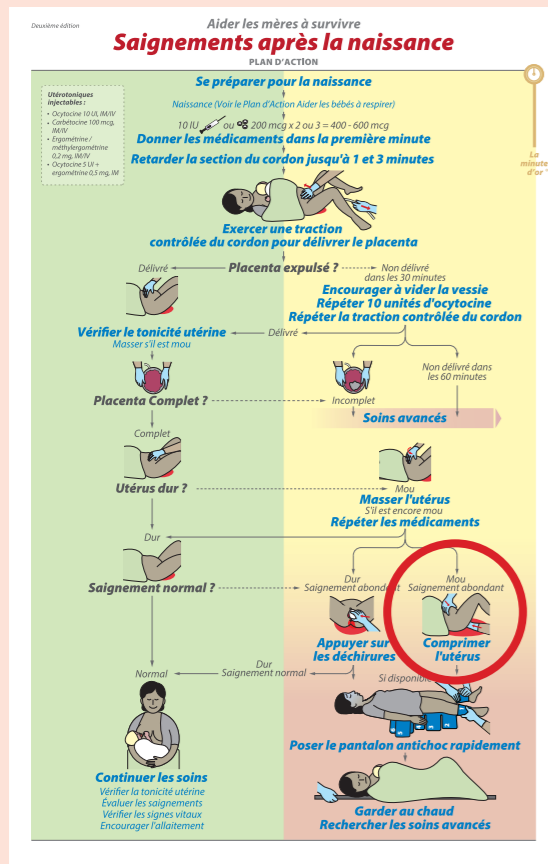 Deuxième édition
Aider les mères à survivre
Saignements après la naissance
PLAN D'ACTION
Se préparer pour la naissance
Utérotoniques
injectables :
• Ocytocine 10 UI, IM/IV
• Carbétocine 100 mcg,
IM/IV
• Ergométrine /
méthylergométrine
0,2 mg, IM/IV
• Ocytocine 5 UI +
ergométrine 0,5 mg, IM
Naissance (Voir le Plan d'Action Aider les bébés à respirer)
10 IU ou 200 mcg x 2 ou 3 = 400 - 600 mcg
Donner les médicaments dans la première minute
Retarder la section du cordon jusqu'à 1 et 3 minutes
La
minute
d'or
Exercer une traction
contrôlée du cordon pour délivrer le placenta
Délivré
Placenta expulsé ?
Non délivré
dans les 30 minutes
Encourager à vider la vessie
Répéter 10 unités d'ocytocine
Répéter la traction contrôlée du cordon
Vérifier le tonicité utérine
Masser s'il est mou
Délivré
Non délivré dans
les 60 minutes
Placenta Complet ?
Incomplet
Soins avancés
Complet
Utérus dur ?
Mou
Masser l'utérus
S'il est encore mou
Répéter les médicaments
Dur
Saignement normal ?
Dur
Saignement abondant
Mou
Saignement abondant
Appuyer sur
les déchirures
Comprimer
l'utérus
Normal
Dur
Saignement normal
Si disponible
Poser le pantalon antichoc rapidement
Continuer les soins
Vérifier la tonicité utérine
Évaluer les saignements
Vérifier les signes vitaux
Encourager l'allaitement
Garder au chaud
Rechercher les soins avancés